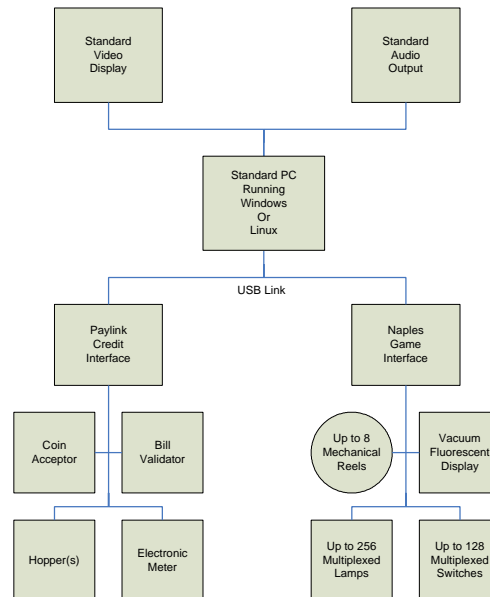 Standard
Video
Display
Standard
Audio
Output
Standard PC
Running
Windows
Or
Linux
USB Link
Paylink
Credit
Interface
Naples
Game
Interface
Coin
Acceptor
Bill
Validator
Up to 8
Mechanical
Reels
Vacuum
Fluorescent
Display
Hopper(s)
Electronic
Meter
Up to 256
Multiplexed
Lamps
Up to 128
Multiplexed
Switches